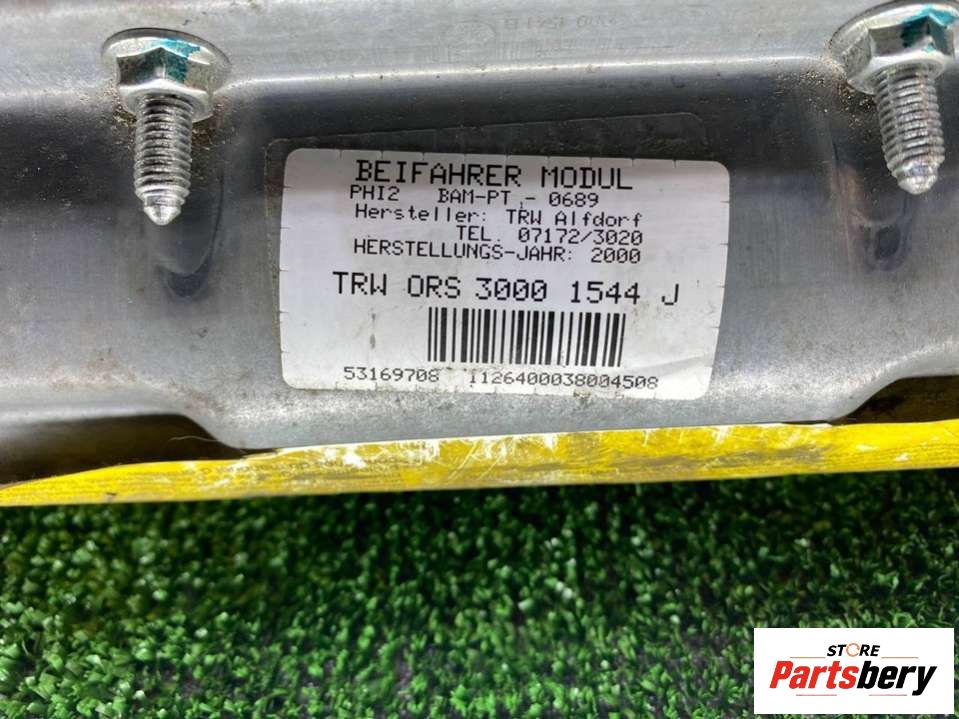 BEIFAHRER MODUL
PHI2 BAM-PT - 0689
Hersteller: TRW Alfdorf
TEL. 07172/3020
HERSTELLUNGS-JAHR: 2000
TRW ORS 3000 1544 J
53169708 1126400038004508
STORE
Partsbery